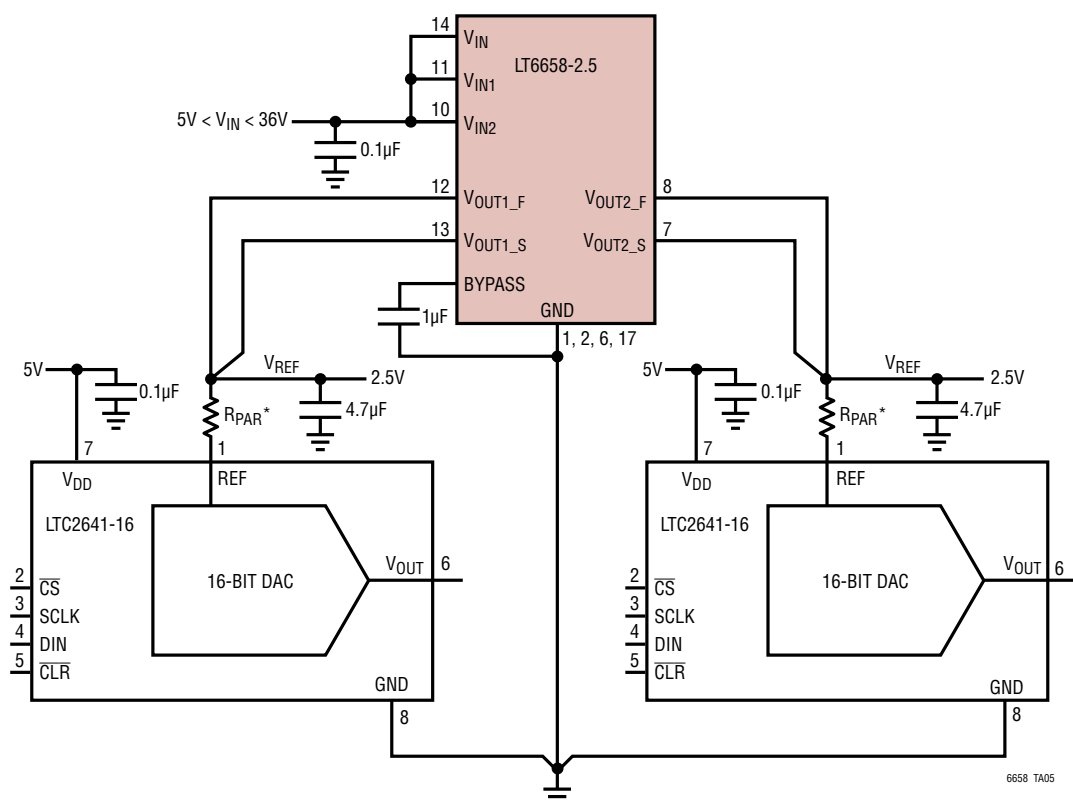 14
V_IN
LT6658-2.5
11
V_IN1
5V < V_IN < 36V
10
V_IN2
0.1µF
12
V_OUT1_F
V_OUT2_F
8
13
V_OUT1_S
V_OUT2_S
7
BYPASS
1µF
GND
1, 2, 6, 17
5V
0.1µF
V_REF
2.5V
R_PAR*
4.7µF
7
1
V_DD
REF
LTC2641-16
16-BIT DAC
V_OUT
6
2
CS
3
SCLK
4
DIN
5
CLR
GND
8
5V
0.1µF
V_REF
2.5V
R_PAR*
4.7µF
7
1
V_DD
REF
LTC2641-16
16-BIT DAC
V_OUT
6
2
CS
3
SCLK
4
DIN
5
CLR
GND
8
6658 TA05